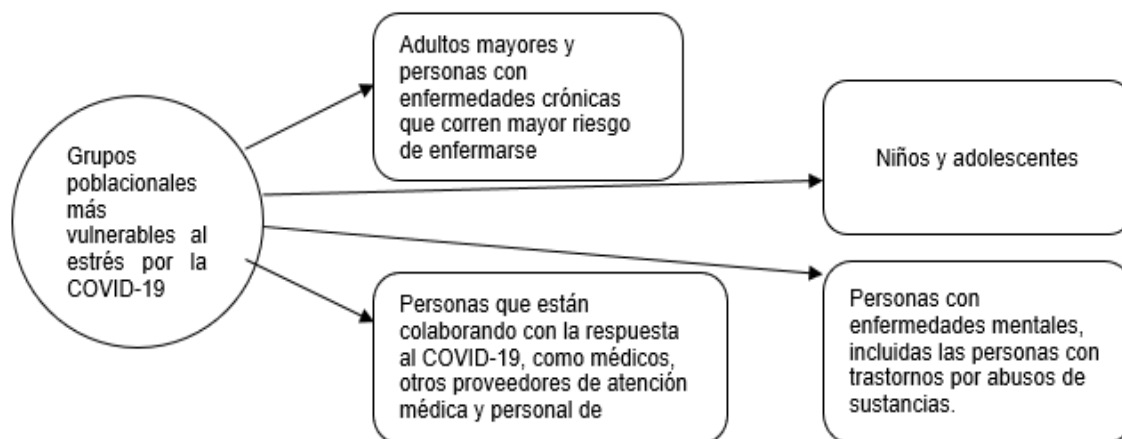 Grupos
poblacionales
más
vulnerables al
estrés por la
COVID-19
Adultos mayores y
personas con
enfermedades crónicas
que corren mayor riesgo
de enfermarse
Niños y adolescentes
Personas que están
colaborando con la respuesta
al COVID-19, como médicos,
otros proveedores de atención
médica y personal de
Personas con
enfermedades mentales,
incluidas las personas con
trastornos por abusos de
sustancias.